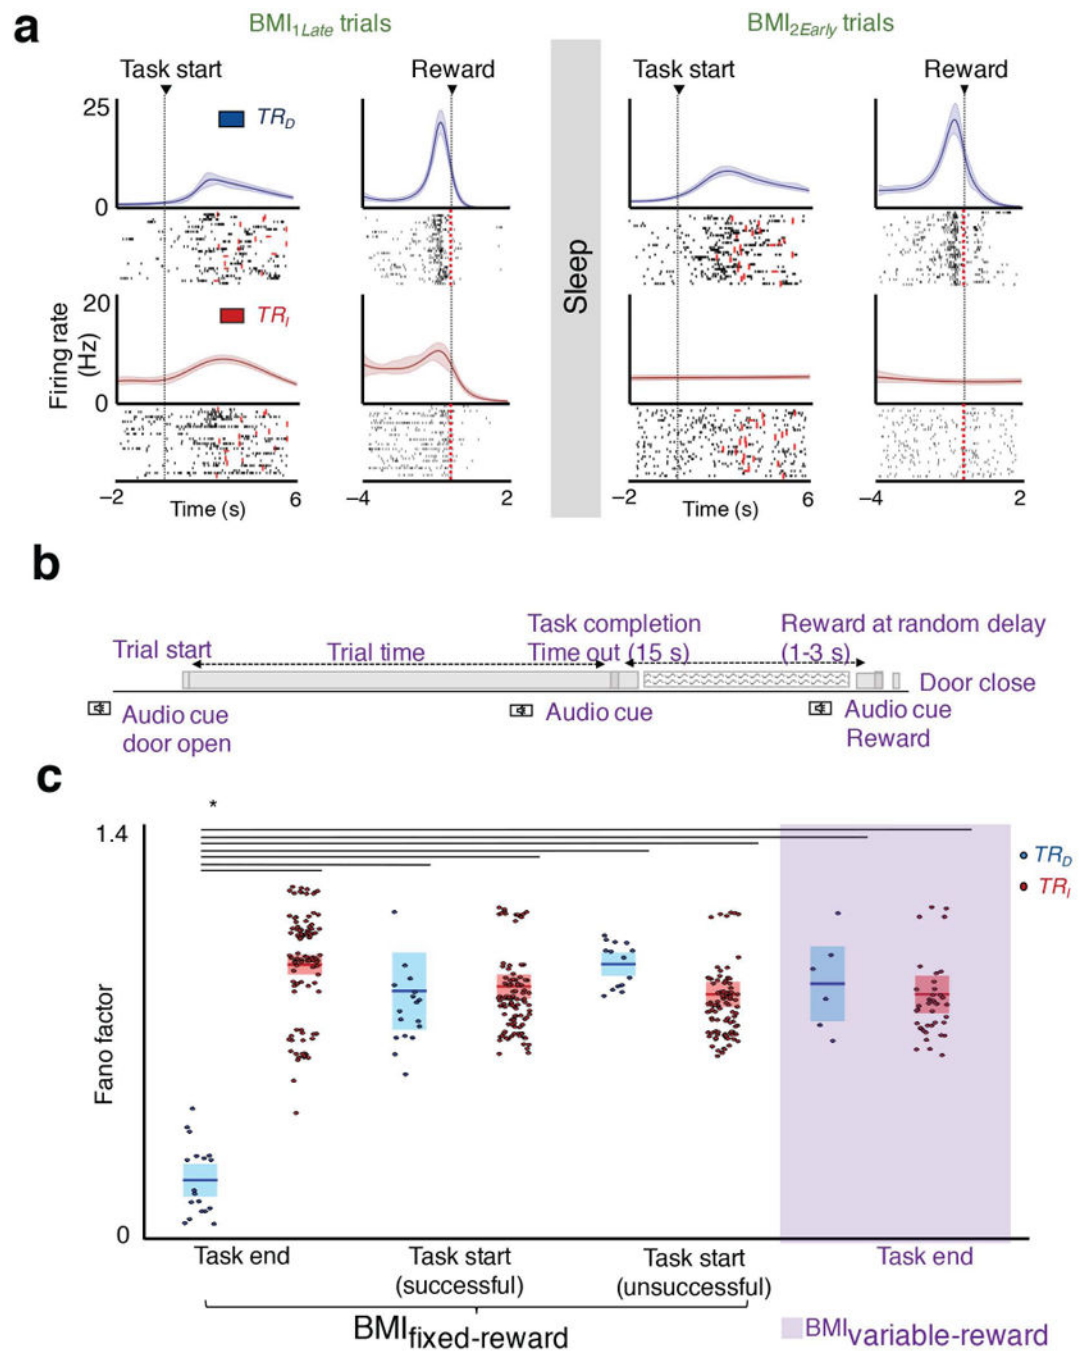 a
BMI1Late trials
BMI2Early trials
Task start
Reward
Task start
Reward
25
TRD
0
20
TRI
Firing rate
(Hz)
0
Sleep
−2
6
−4
2
−2
6
−4
2
Time (s)
Time (s)
b
Trial start
Trial time
Task completion
Time out (15 s)
Reward at random delay
(1-3 s)
Door close
Audio cue
door open
Audio cue
Audio cue
Reward
c
*
1.4
TRD
TRI
Fano factor
0
Task end
Task start
(successful)
Task start
(unsuccessful)
Task end
BMIfixed-reward
BMIvariable-reward